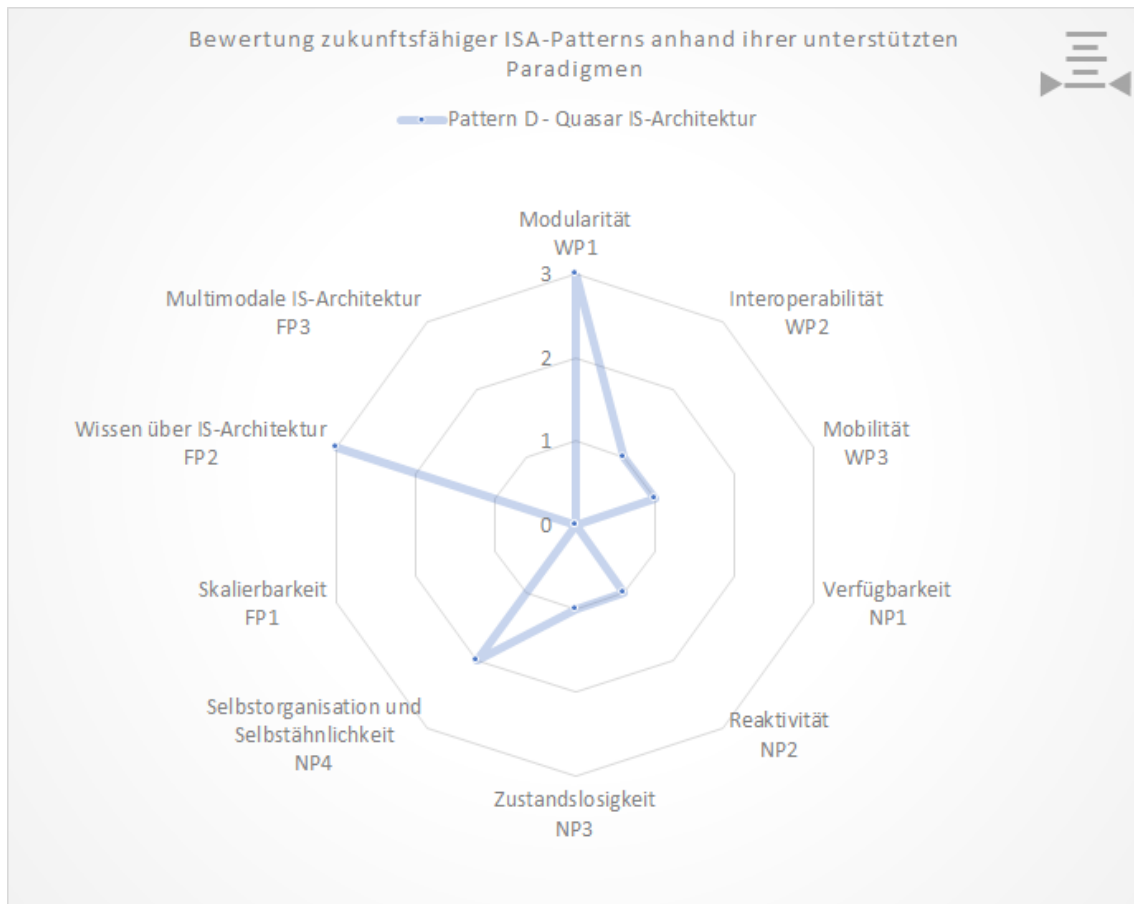 Bewertung zukunftsfähiger ISA-Patterns anhand ihrer unterstützten
Paradigmen
Pattern D - Quasar IS-Architektur
Modularität
WP1
3
Multimodale IS-Architektur
FP3
Interoperabilität
WP2
2
Wissen über IS-Architektur
FP2
1
Mobilität
WP3
0
Skalierbarkeit
FP1
Verfügbarkeit
NP1
Selbstorganisation und
Selbstähnlichkeit
NP4
Reaktivität
NP2
Zustandslosigkeit
NP3